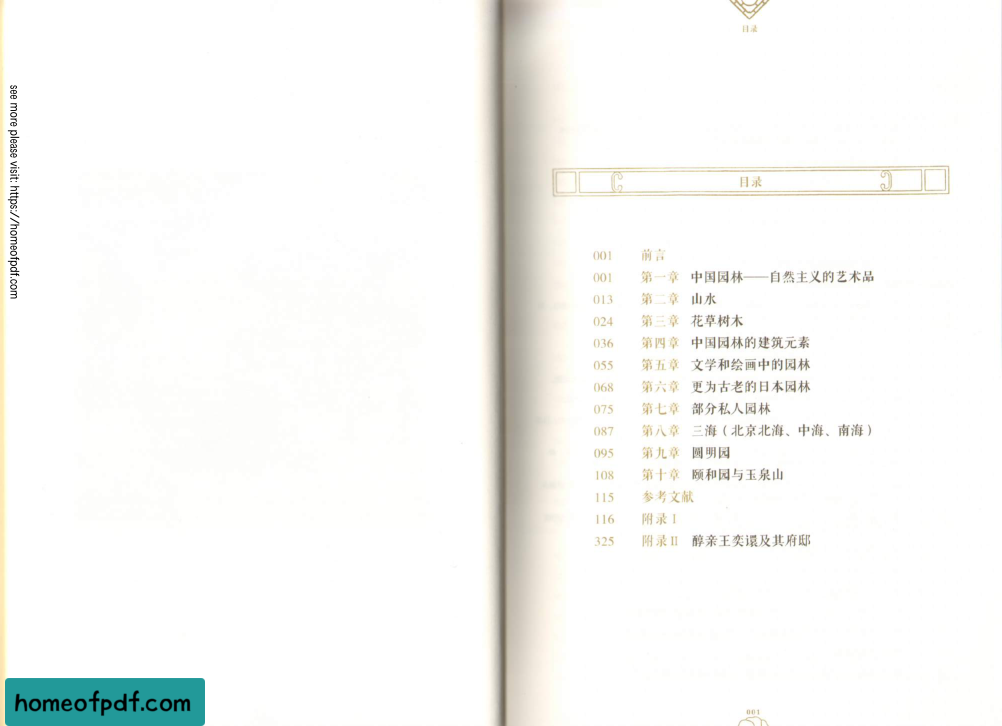 see more please visit: https://homeofpdf.com
目录
目录
001 前言
001 第一章 中国园林——自然主义的艺术品
013 第二章 山水
024 第三章 花草树木
036 第四章 中国园林的建筑元素
055 第五章 文学和绘画中的园林
068 第六章 更为古老的日本园林
075 第七章 部分私人园林
087 第八章 三海（北京北海、中海、南海）
095 第九章 圆明园
108 第十章 颐和园与玉泉山
115 参考文献
116 附录Ⅰ
325 附录Ⅱ 醇亲王奕譞及其府邸
001
homeofpdf.com